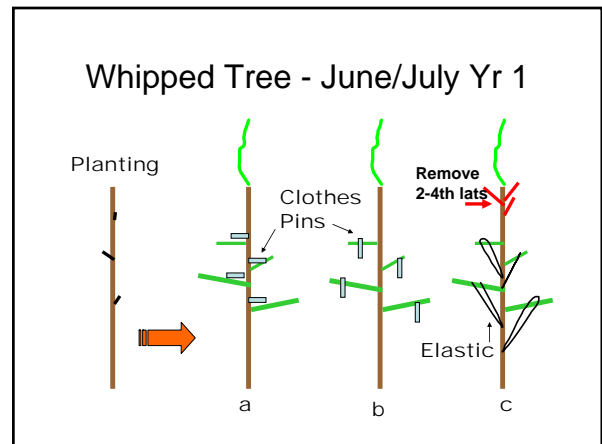 Whipped Tree - June/July Yr 1
Planting
Clothes
Pins
Remove
2-4th lats
Elastic
a
b
c